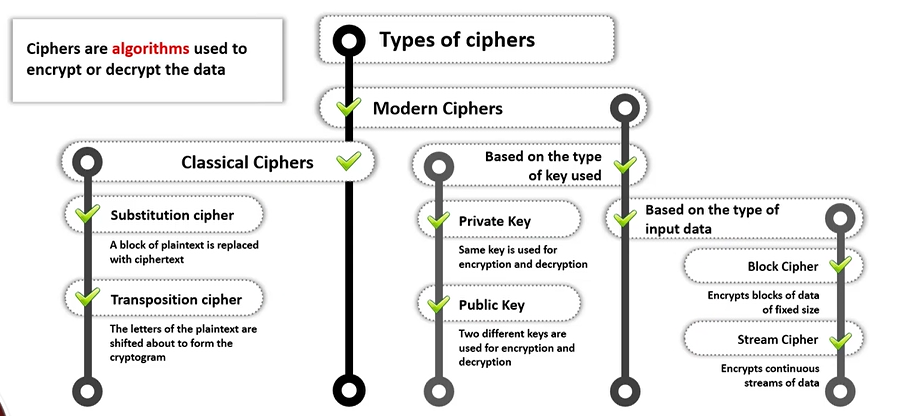 Ciphers are algorithms used to
encrypt or decrypt the data
Types of ciphers
Modern Ciphers
Classical Ciphers
Substitution cipher
A block of plaintext is replaced
with ciphertext
Transposition cipher
The letters of the plaintext are
shifted about to form the
cryptogram
Based on the type
of key used
Private Key
Same key is used for
encryption and decryption
Public Key
Two different keys are
used for encryption and
decryption
Based on the type of
input data
Block Cipher
Encrypts blocks of data
of fixed size
Stream Cipher
Encrypts continuous
streams of data